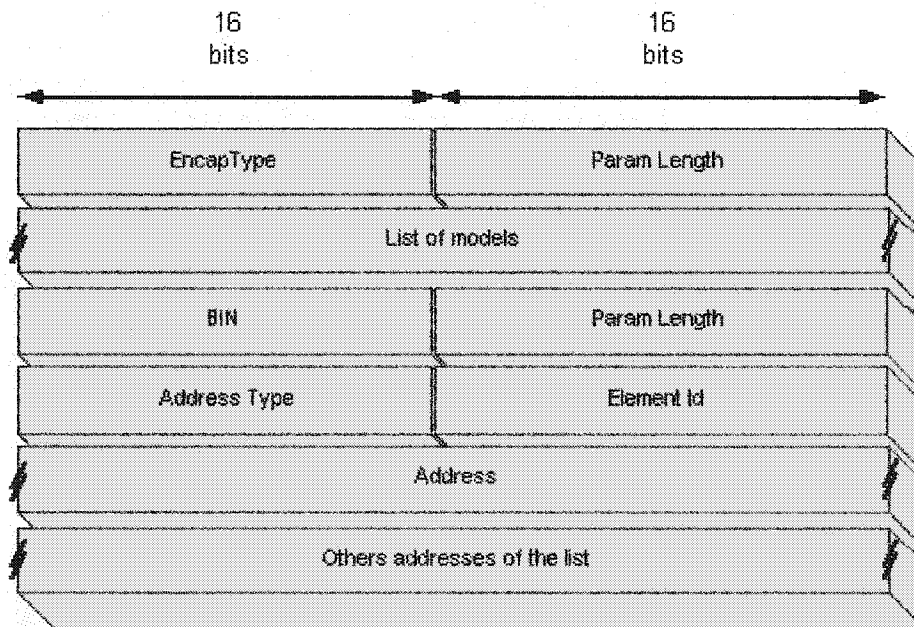 16 16
bits bits
EncapType Param Length
List of models
BIN Param Length
Address Type Element Id
Address
Others addresses of the list